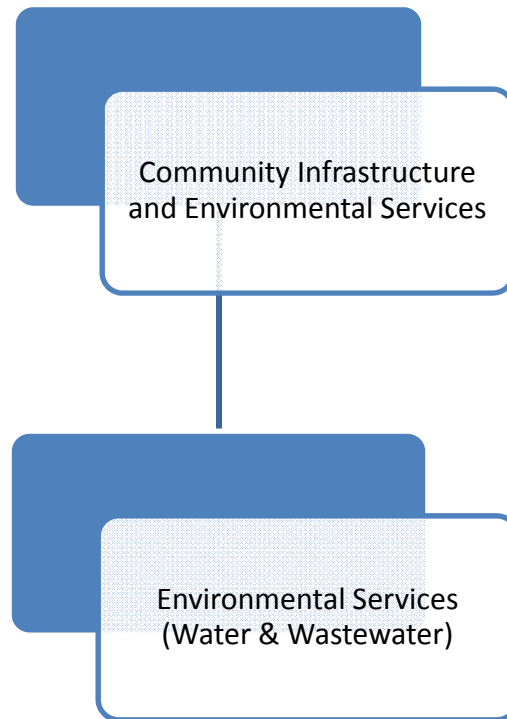 Community Infrastructure
and Environmental Services
Environmental Services
(Water & Wastewater)